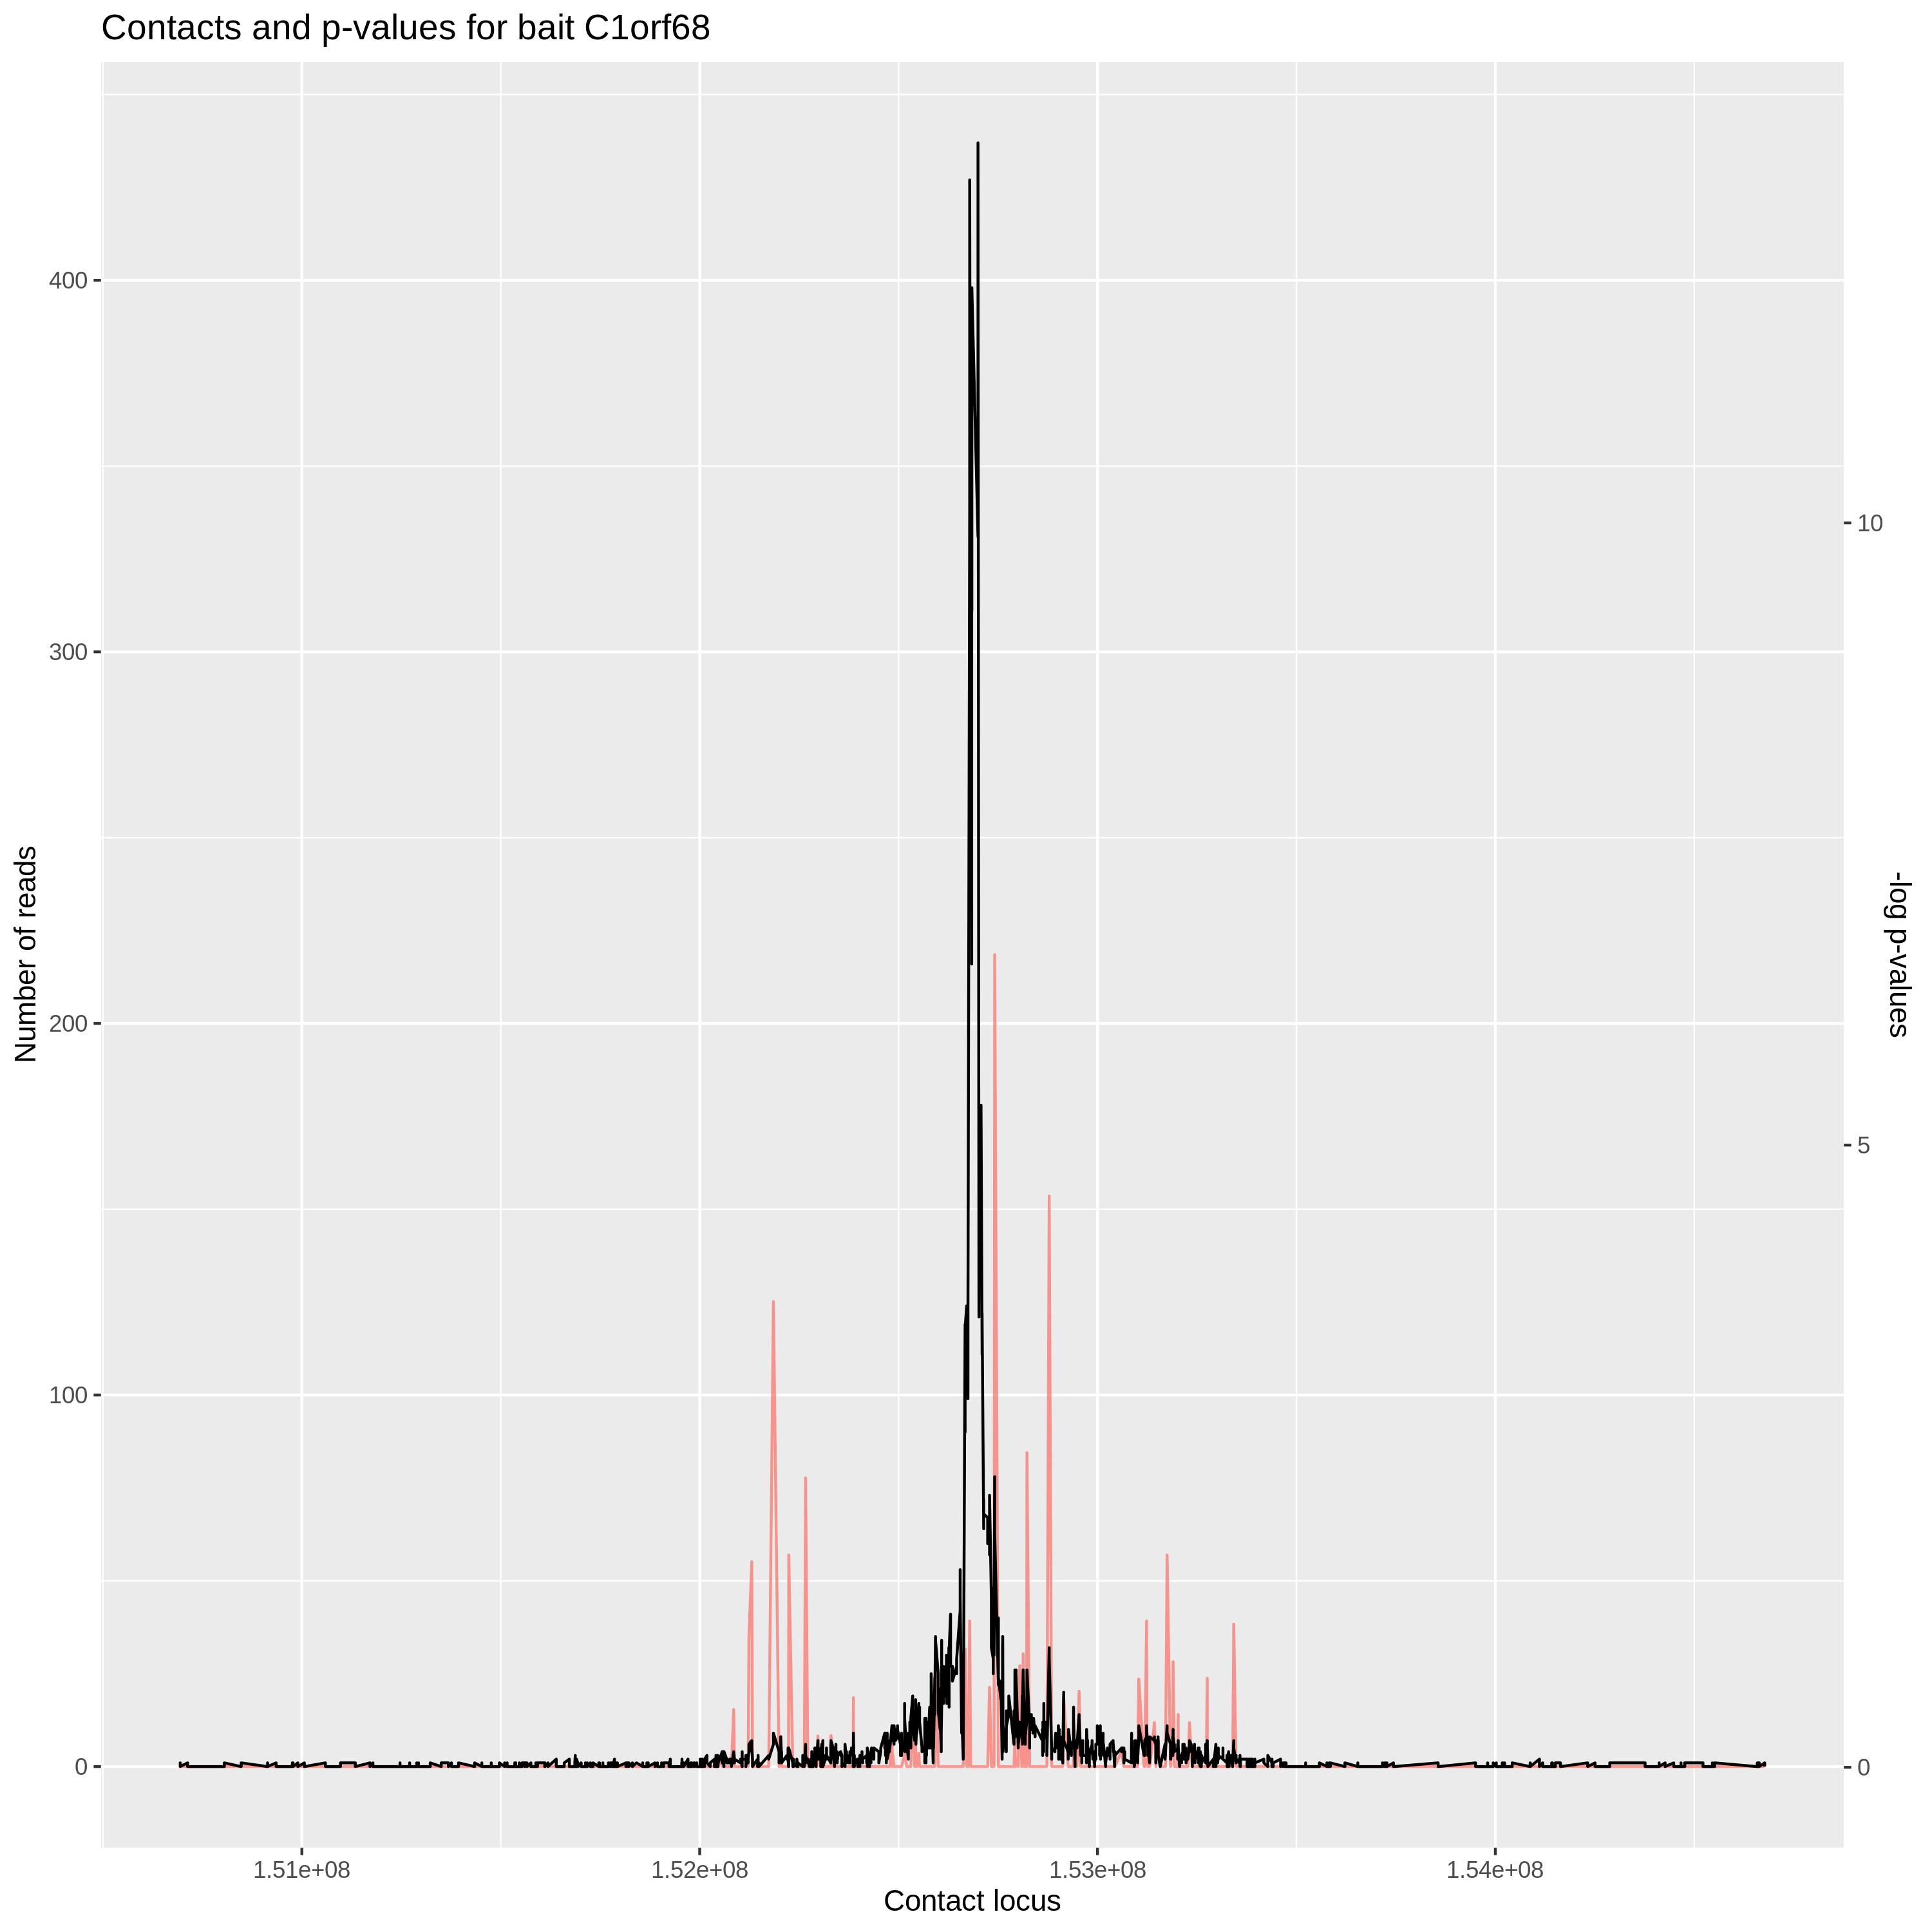 Contacts and p-values for bait C1orf68
Number of reads
400
300
200
100
0
10
5
0
-log p-values
1.51e+08
1.52e+08
1.53e+08
1.54e+08
Contact locus